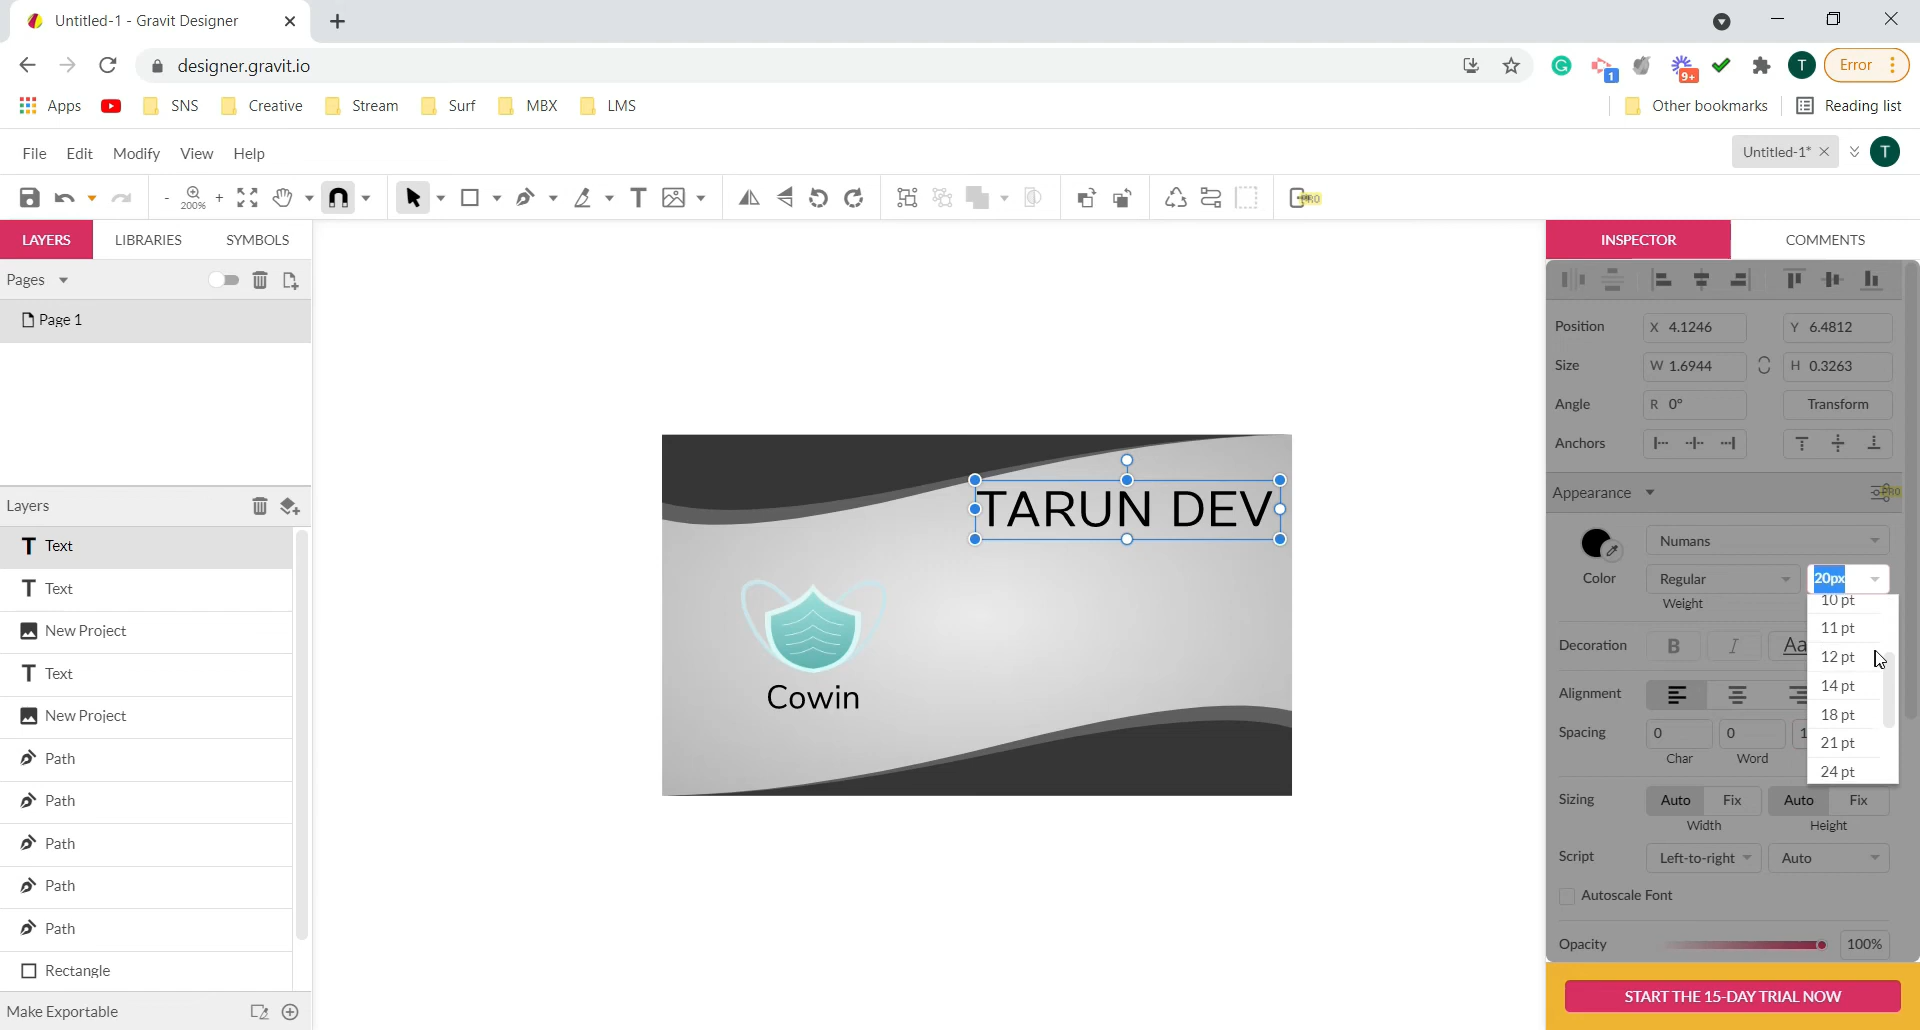 Untitled-1 - Gravit Designer
designer.gravit.io
1
9+
T
Error
Apps
SNS
Creative
Stream
Surf
MBX
LMS
Other bookmarks
Reading list
File
Edit
Modify
View
Help
Untitled-1*
T
- 200% +
PRO
LAYERS
LIBRARIES
SYMBOLS
INSPECTOR
COMMENTS
Pages
Page 1
Layers
Text
Text
New Project
Text
New Project
Path
Path
Path
Path
Path
Rectangle
Make Exportable
TARUN DEV
Cowin
Position
X 4.1246
Y 6.4812
Size
W 1.6944
H 0.3263
Angle
R 0°
Transform
Anchors
Appearance
PRO
Color
Numans
Regular
20px
Weight
10 pt
11 pt
12 pt
14 pt
18 pt
21 pt
24 pt
Decoration
B
I
Aa
Alignment
Spacing
0
0
1
Char
Word
Sizing
Auto
Fix
Auto
Fix
Width
Height
Script
Left-to-right
Auto
Autoscale Font
Opacity
100%
START THE 15-DAY TRIAL NOW